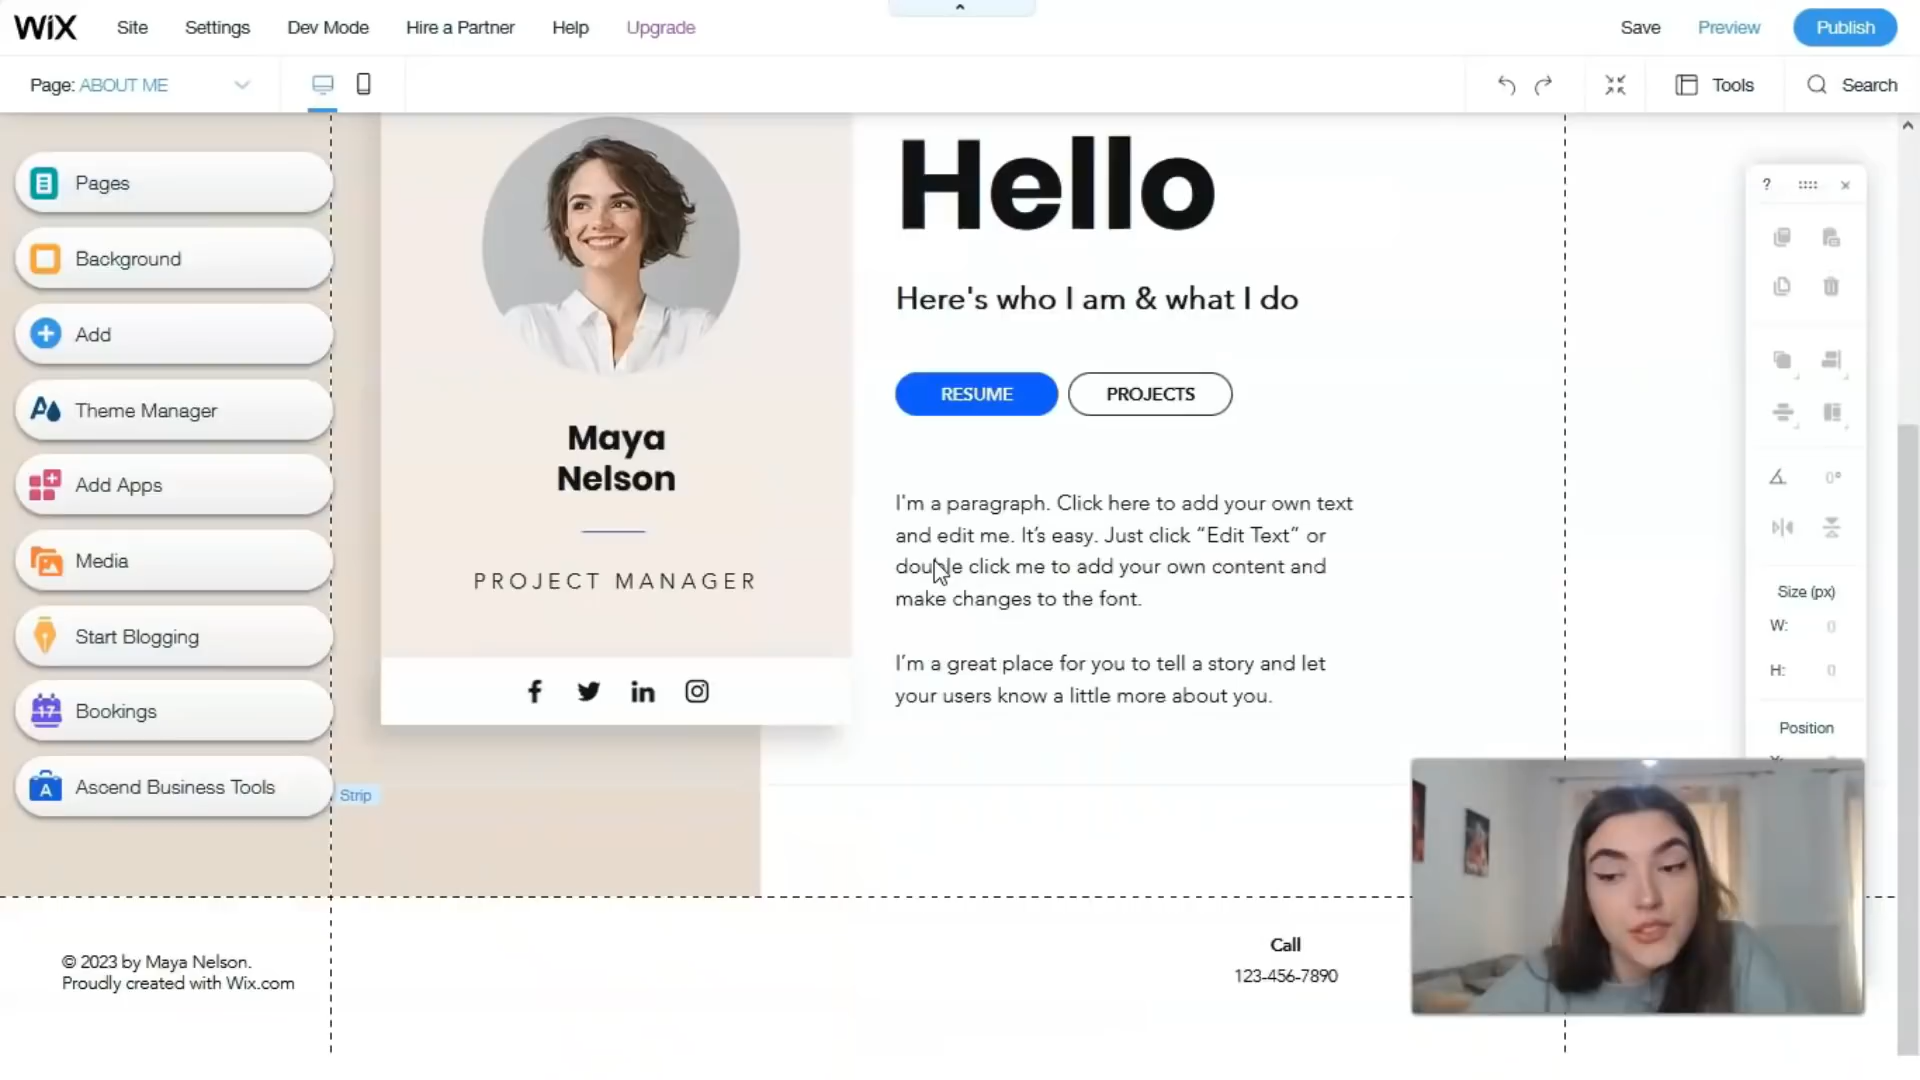 WiX
Site
Settings
Dev Mode
Hire a Partner
Help
Upgrade
Save
Preview
Publish
Page: ABOUT ME
Tools
Search
Pages
Background
Add
Theme Manager
Add Apps
Media
Start Blogging
17
Bookings
A
Ascend Business Tools
Strip
Maya
Nelson
PROJECT MANAGER
Hello
Here's who I am & what I do
RESUME
PROJECTS
I'm a paragraph. Click here to add your own text
and edit me. It’s easy. Just click “Edit Text” or
double click me to add your own content and
make changes to the font.
I’m a great place for you to tell a story and let
your users know a little more about you.
?
0°
Size (px)
W: 0
H: 0
Position
© 2023 by Maya Nelson.
Proudly created with Wix.com
Call
123-456-7890